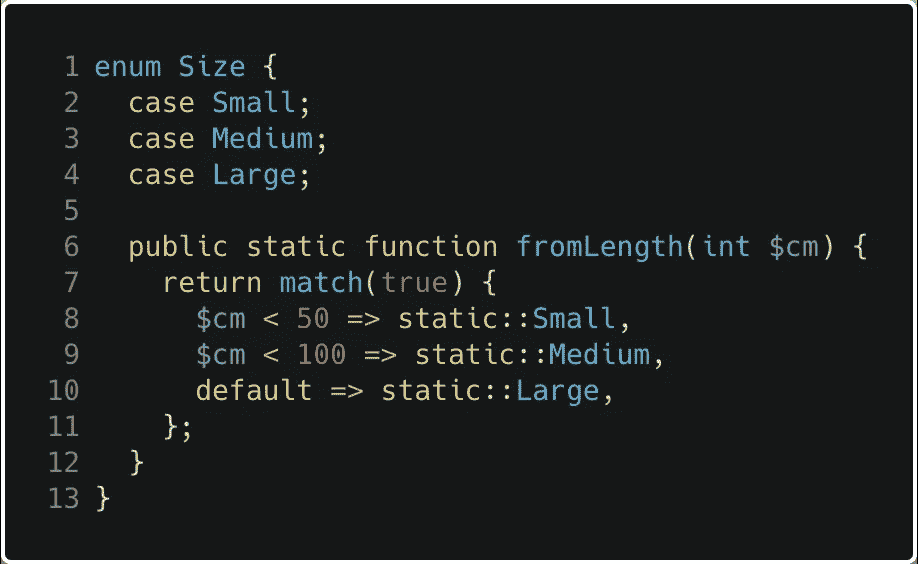 1 enum Size {
2   case Small;
3   case Medium;
4   case Large;
5
6   public static function fromLength(int $cm) {
7     return match(true) {
8       $cm < 50 => static::Small,
9       $cm < 100 => static::Medium,
10       default => static::Large,
11     };
12   }
13 }